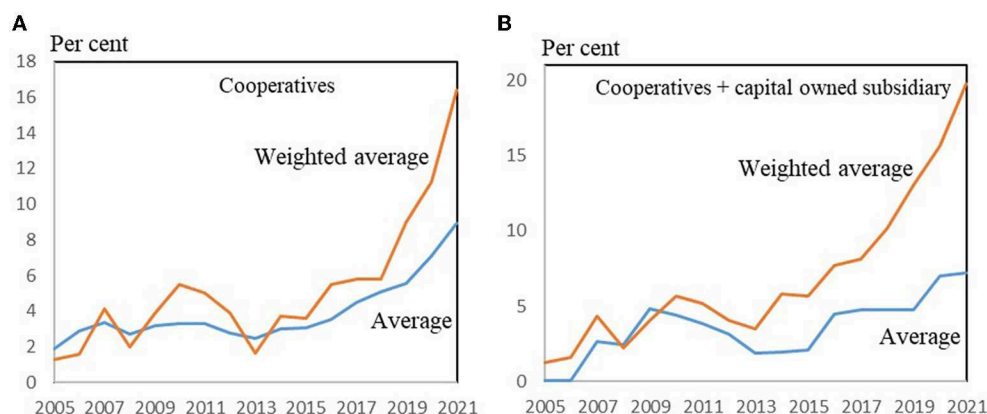 A
Per cent
18
Cooperatives
16
14
Weighted average
12
10
8
6
4
Average
2
0
2005 2007 2009 2011 2013 2015 2017 2019 2021
B
Per cent
20
Cooperatives + capital owned subsidiary
15
Weighted average
10
5
Average
0
2005 2007 2009 2011 2013 2015 2017 2019 2021